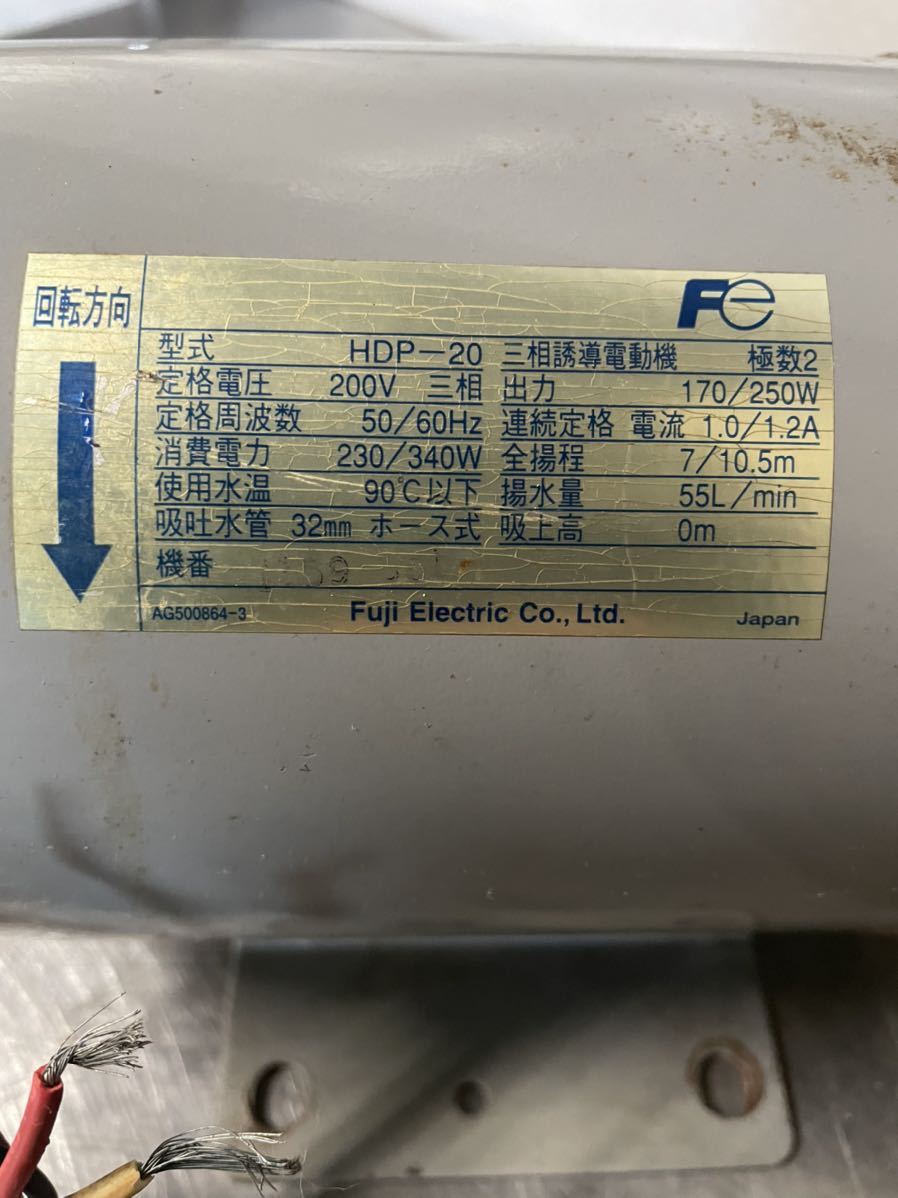 回転方向
Fe
型式 HDP-20 三相誘導電動機 極数2
定格電圧 200V 三相 出力 170/250W
定格周波数 50/60Hz 連続定格 電流 1.0/1.2A
消費電力 230/340W 全揚程 7/10.5m
使用水温 90℃以下 揚水量 55L/min
吸吐水管 32mm ホース式 吸上高 0m
機番
AG500864-3 Fuji Electric Co., Ltd. Japan